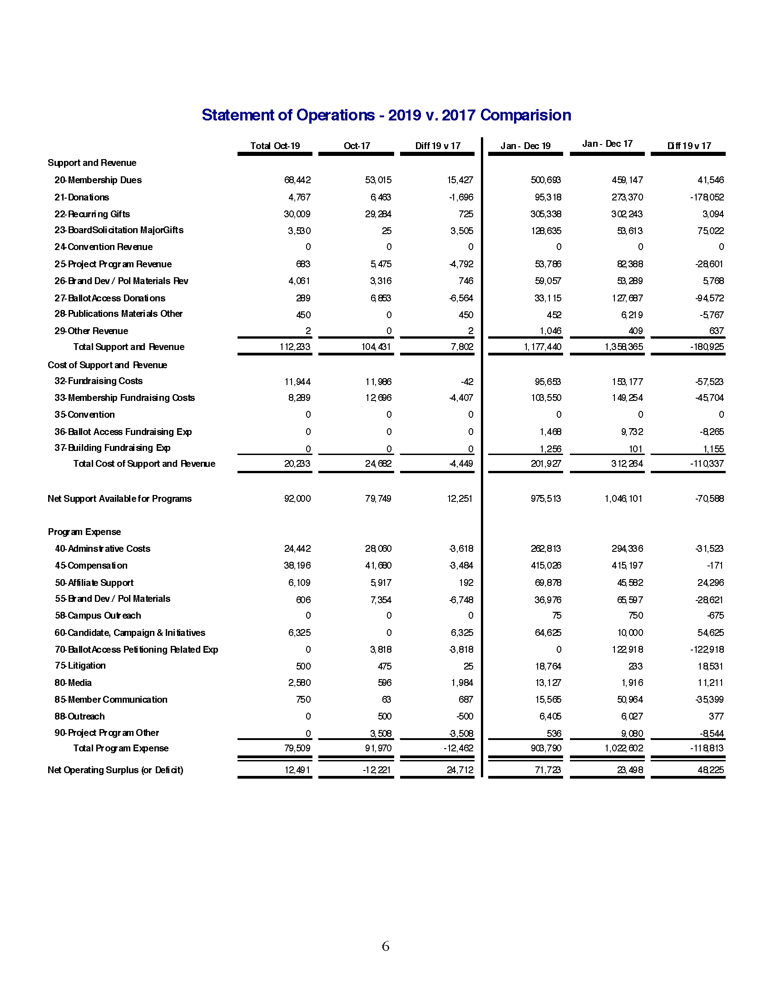 Statement of Operations - 2019 v. 2017 Comparision
Total Oct-19 Oct-17 Diff 19 v 17 Jan - Dec 19 Jan - Dec 17 Diff 19 v 17
Support and Revenue
20-Membership Dues 68,442 53,015 15,427 500,693 459,147 41,546
21-Donations 4,767 6,463 -1,696 95,318 273,370 -178,052
22-Recurring Gifts 30,009 29,284 725 305,338 302,243 3,094
23-BoardSolicitation MajorGifts 3,530 25 3,505 128,635 53,613 75,022
24-Convention Revenue 0 0 0 0 0 0
25-Project Program Revenue 683 5,475 -4,792 53,786 82,388 -28,601
26-Brand Dev / Pol Materials Rev 4,061 3,316 746 59,057 53,289 5,768
27-BallotAccess Donations 289 6,853 -6,564 33,115 127,687 -94,572
28-Publications Materials Other 450 0 450 452 6,219 -5,767
29-Other Revenue 2 0 2 1,046 409 637
Total Support and Revenue 112,233 104,431 7,802 1,177,440 1,358,365 -180,925
Cost of Support and Revenue
32-Fundraising Costs 11,944 11,986 -42 95,653 153,177 -57,523
33-Membership Fundraising Costs 8,289 12,696 -4,407 103,550 149,254 -45,704
35-Convention 0 0 0 0 0 0
36-Ballot Access Fundraising Exp 0 0 0 1,468 9,732 -8,265
37-Building Fundraising Exp 0 0 0 1,256 101 1,155
Total Cost of Support and Revenue 20,233 24,682 -4,449 201,927 312,264 -110,337
Net Support Available for Programs 92,000 79,749 12,251 975,513 1,046,101 -70,588
Program Expense
40-Adminstrative Costs 24,442 28,060 -3,618 262,813 294,336 -31,523
45-Compensation 38,196 41,680 -3,484 415,026 415,197 -171
50-Affiliate Support 6,109 5,917 192 69,878 45,582 24,296
55-Brand Dev / Pol Materials 606 7,354 -6,748 36,976 65,597 -28,621
58-Campus Outreach 0 0 0 75 750 -675
60-Candidate, Campaign & Initiatives 6,325 0 6,325 64,625 10,000 54,625
70-BallotAccess Petitioning Related Exp 0 3,818 -3,818 0 122,918 -122,918
75-Litigation 500 475 25 18,764 233 18,531
80-Media 2,580 596 1,984 13,127 1,916 11,211
85-Member Communication 750 63 687 15,565 50,964 -35,399
88-Outreach 0 500 -500 6,405 6,027 377
90-Project Program Other 0 3,508 -3,508 536 9,080 -8,544
Total Program Expense 79,509 91,970 -12,462 903,790 1,022,602 -118,813
Net Operating Surplus (or Deficit) 12,491 -12,221 24,712 71,723 23,498 48,225
6